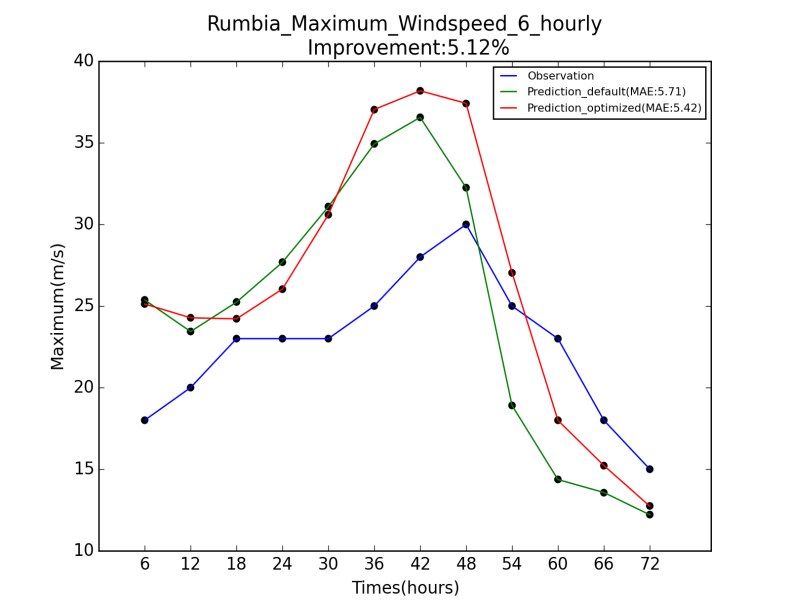 Rumbia_Maximum_Windspeed_6_hourly
Improvement:5.12%
Observation
Prediction_default(MAE:5.71)
Prediction_optimized(MAE:5.42)
Maximum(m/s)
40
35
30
25
20
15
10
6 12 18 24 30 36 42 48 54 60 66 72
Times(hours)